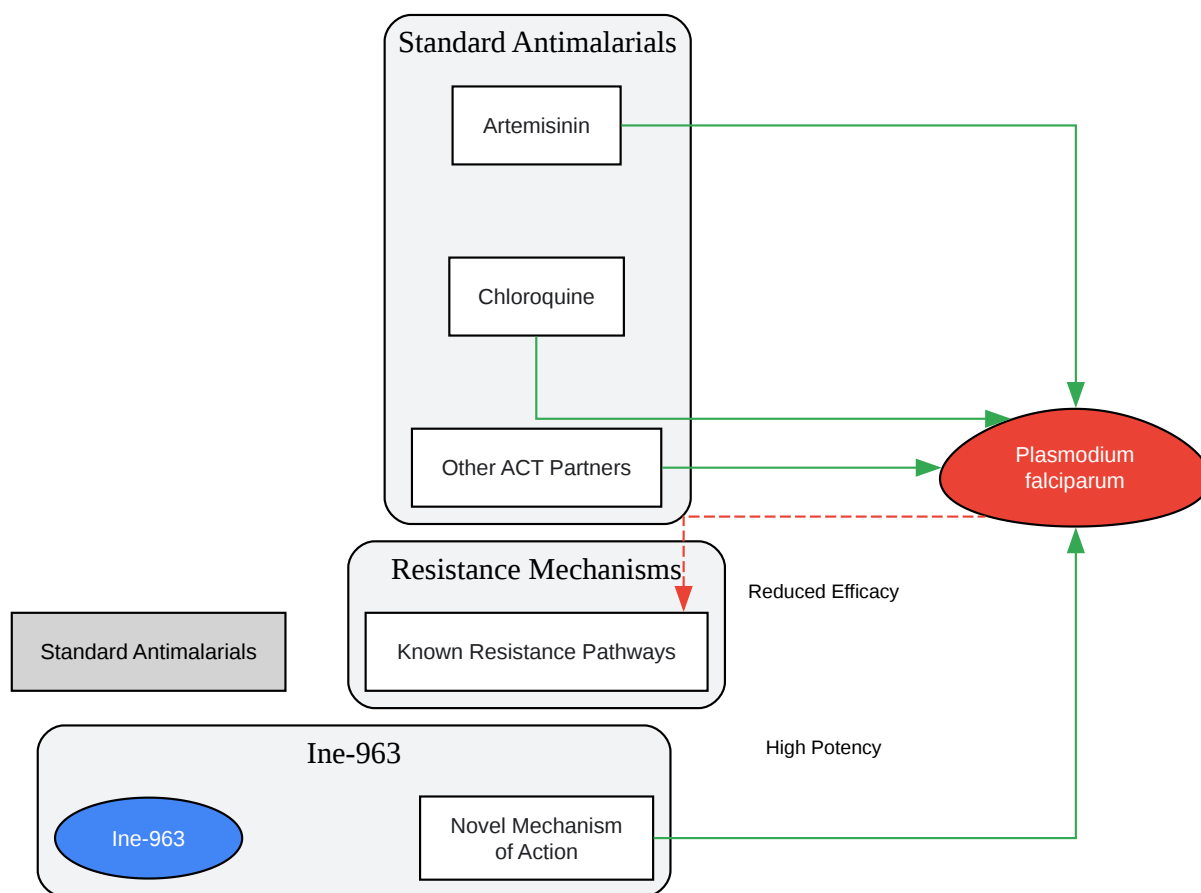 Standard Antimalarials
Artemisinin
Chloroquine
Other ACT Partners
Plasmodium
falciparum
Resistance Mechanisms
Reduced Efficacy
Known Resistance Pathways
Standard Antimalarials
High Potency
Ine-963
Ine-963
Novel Mechanism
of Action